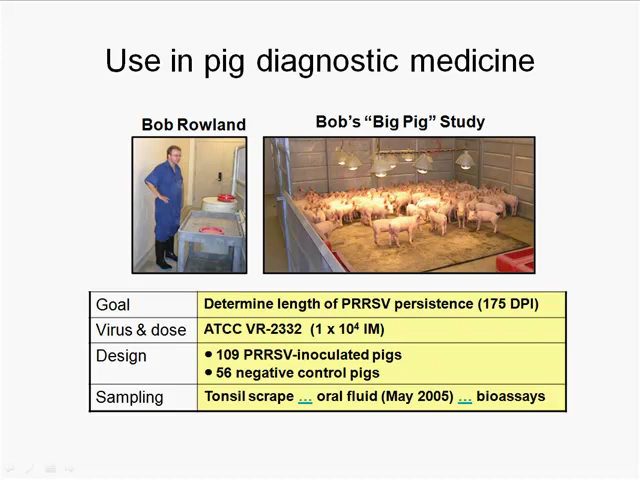 Use in pig diagnostic medicine
Bob Rowland
Bob's “Big Pig” Study
Goal
Determine length of PRRSV persistence (175 DPI)
Virus & dose
ATCC VR-2332 (1 x 10⁴ IM)
Design
● 109 PRRSV-inoculated pigs
● 56 negative control pigs
Sampling
Tonsil scrape ... oral fluid (May 2005) ... bioassays